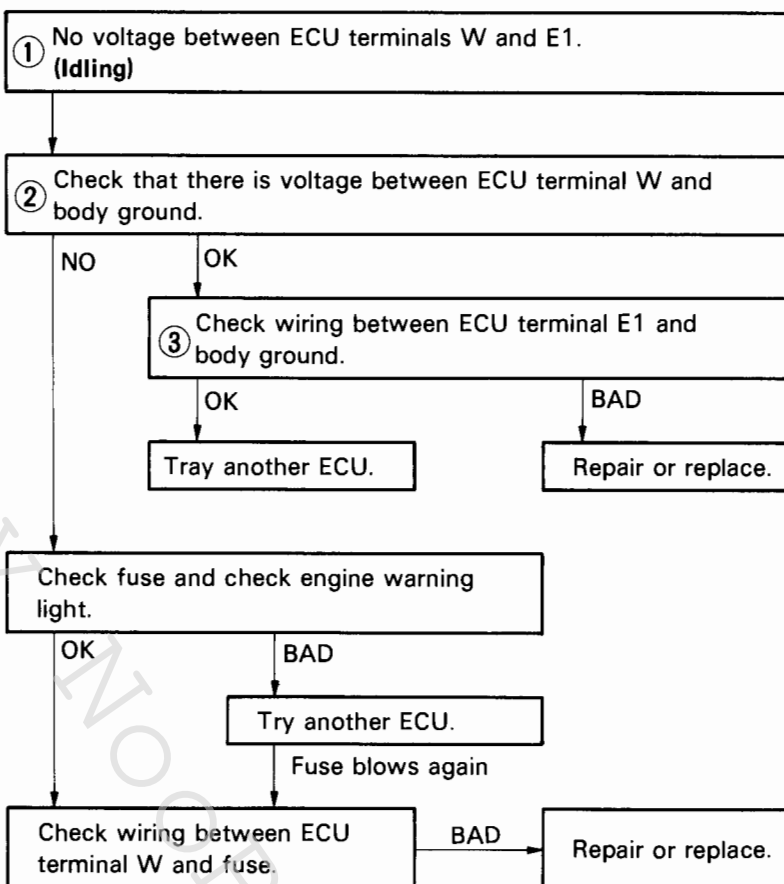 ① No voltage between ECU terminals W and E1.
(Idling)
② Check that there is voltage between ECU terminal W and
body ground.
NO
OK
③ Check wiring between ECU terminal E1 and
body ground.
OK
BAD
Tray another ECU.
Repair or replace.
Check fuse and check engine warning
light.
OK
BAD
Try another ECU.
Fuse blows again
Check wiring between ECU
terminal W and fuse.
BAD
Repair or replace.